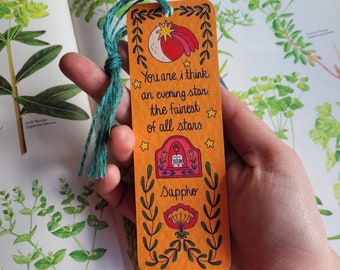 You are, i think
an evening star,
the fairest
of all stars
Sappho